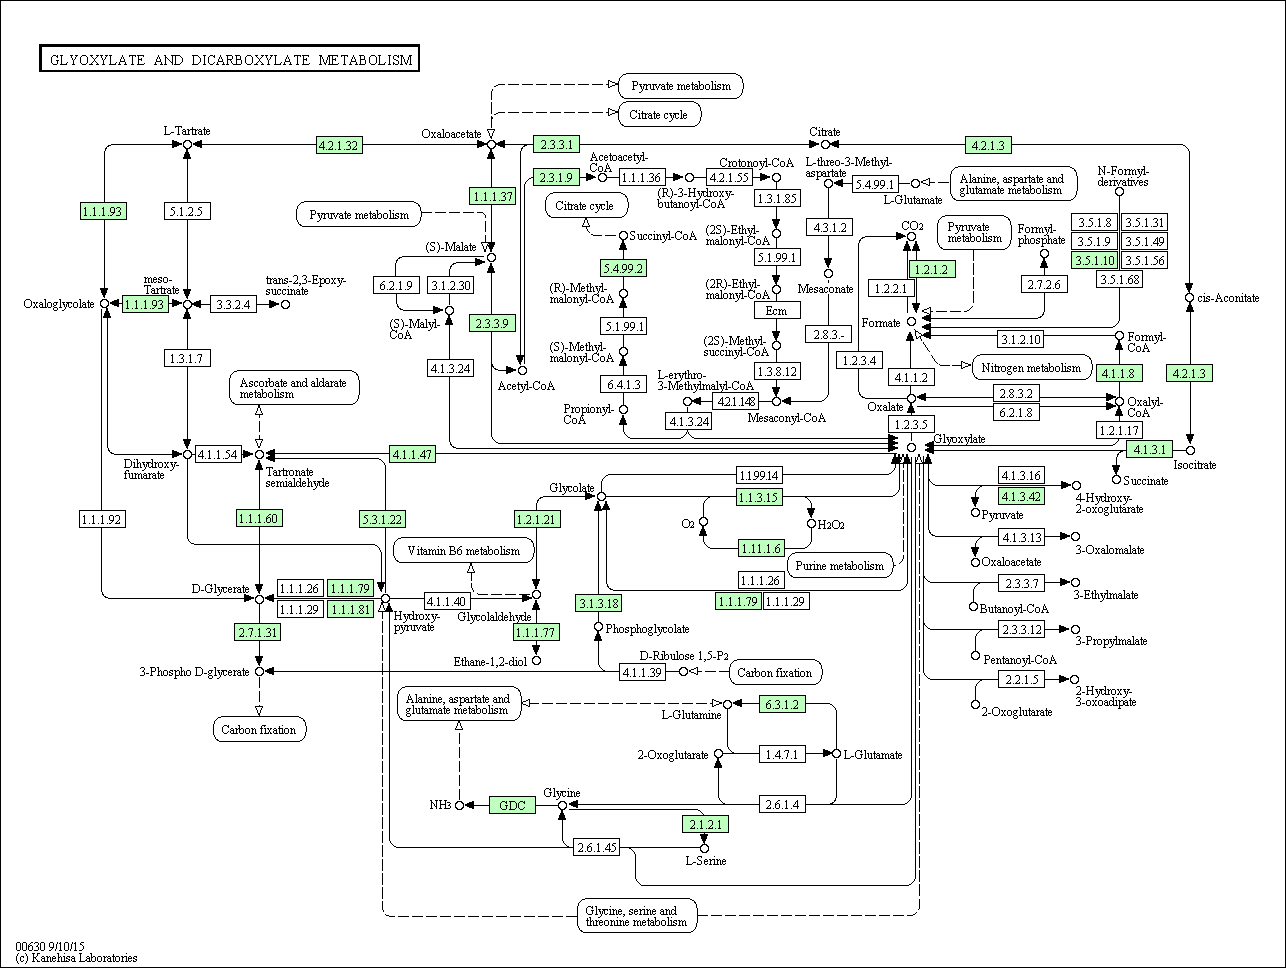 GLYOXYLATE AND DICARBOXYLATE METABOLISM
Pyruvate metabolism
Citrate cycle
L-Tartrate
4.2.1.32
Oxaloacetate
2.3.3.1
Citrate
4.2.1.3
Acetoacetyl-
CoA
2.3.1.9
1.1.1.36
4.2.1.55
Crotonoyl-CoA
(R)-3-Hydroxy-
butanoyl-CoA
L-threo-3-Methyl-
aspartate
5.4.99.1
L-Glutamate
Alanine, aspartate and
glutamate metabolism
N-Formyl-
derivatives
1.1.1.93
5.1.2.5
1.1.1.37
Pyruvate metabolism
Citrate cycle
1.3.1.85
4.3.1.2
CO2
Pyruvate
metabolism
Formyl-
phosphate
3.5.1.8
3.5.1.31
3.5.1.9
3.5.1.49
3.5.1.10
3.5.1.56
3.5.1.68
(S)-Malate
Succinyl-CoA
(2S)-Ethyl-
malonyl-CoA
5.4.99.2
5.1.99.1
1.2.1.2
meso-
Tartrate
trans-2,3-Epoxy-
succinate
6.2.1.9
3.1.2.30
(R)-Methyl-
malonyl-CoA
(2R)-Ethyl-
malonyl-CoA
Mesaconate
1.2.2.1
2.7.2.6
Oxaloglycolate
1.1.1.93
3.3.2.4
cis-Aconitate
(S)-Malyl-
CoA
2.3.3.9
5.1.99.1
Ecm
2.8.3.-
Formate
3.1.2.10
Formyl-
CoA
1.3.1.7
(S)-Methyl-
malonyl-CoA
(2S)-Methyl-
succinyl-CoA
1.2.3.4
4.1.3.24
Acetyl-CoA
6.4.1.3
1.3.8.12
4.1.1.2
Nitrogen metabolism
4.1.1.8
4.2.1.3
Ascorbate and aldarate
metabolism
L-erythro-
3-Methylmalyl-CoA
4.2.1.148
Mesaconyl-CoA
Propionyl-
CoA
4.1.3.24
Oxalate
2.8.3.2
6.2.1.8
Oxalyl-
CoA
1.2.3.5
1.2.1.17
Glyoxylate
4.1.3.1
Isocitrate
Succinate
Dihydroxy-
fumarate
4.1.1.54
Tartronate
semialdehyde
4.1.1.47
Glycolate
1.1.99.14
1.1.3.15
4.1.3.16
4.1.3.42
4-Hydroxy-
2-oxoglutarate
Pyruvate
1.1.1.92
1.1.1.60
5.3.1.22
1.2.1.21
O2
H2O2
1.11.1.6
4.1.3.13
3-Oxalomalate
Oxaloacetate
Vitamin B6 metabolism
Purine metabolism
D-Glycerate
1.1.1.26
1.1.1.79
1.1.1.29
1.1.1.81
Hydroxy-
pyruvate
4.1.1.40
Glycolaldehyde
3.1.3.18
1.1.1.26
1.1.1.79
1.1.1.29
2.3.3.7
3-Ethylmalate
Butanoyl-CoA
2.7.1.31
1.1.1.77
Phosphoglycolate
2.3.3.12
3-Propylmalate
Pentanoyl-CoA
Ethane-1,2-diol
D-Ribulose 1,5-P2
3-Phospho D-glycerate
4.1.1.39
Carbon fixation
2.2.1.5
2-Hydroxy-
3-oxoadipate
2-Oxoglutarate
Carbon fixation
Alanine, aspartate and
glutamate metabolism
L-Glutamine
6.3.1.2
2-Oxoglutarate
1.4.7.1
L-Glutamate
NH3
GDC
Glycine
2.6.1.4
2.1.2.1
2.6.1.45
L-Serine
Glycine, serine and
threonine metabolism
00630 9/10/15
(c) Kanehisa Laboratories